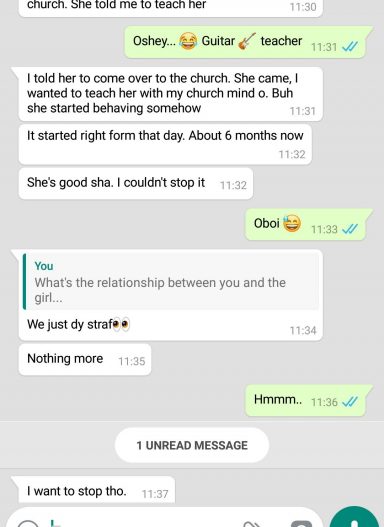 church. She told me to teach her
11:30
Oshey... 😂 Guitar 🎸 teacher
11:31
I told her to come over to the church. She came, I
wanted to teach her with my church mind o. Buh
she started behaving somehow
11:31
It started right form that day. About 6 months now
11:32
She's good sha. I couldn't stop it 11:32
Oboi 😅 11:33
You
What's the relationship between you and the
girl...
We just dy straf👀
11:34
Nothing more 11:35
Hmmm.. 11:36
1 UNREAD MESSAGE
I want to stop tho. 11:37